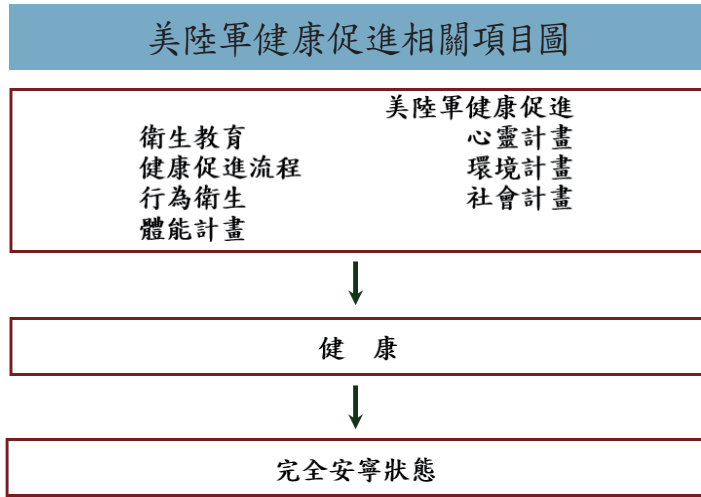 美陸軍健康促進相關項目圖
美陸軍健康促進
衛生教育 心靈計畫
健康促進流程 環境計畫
行為衛生 社會計畫
體能計畫
健 康
完全安寧狀態